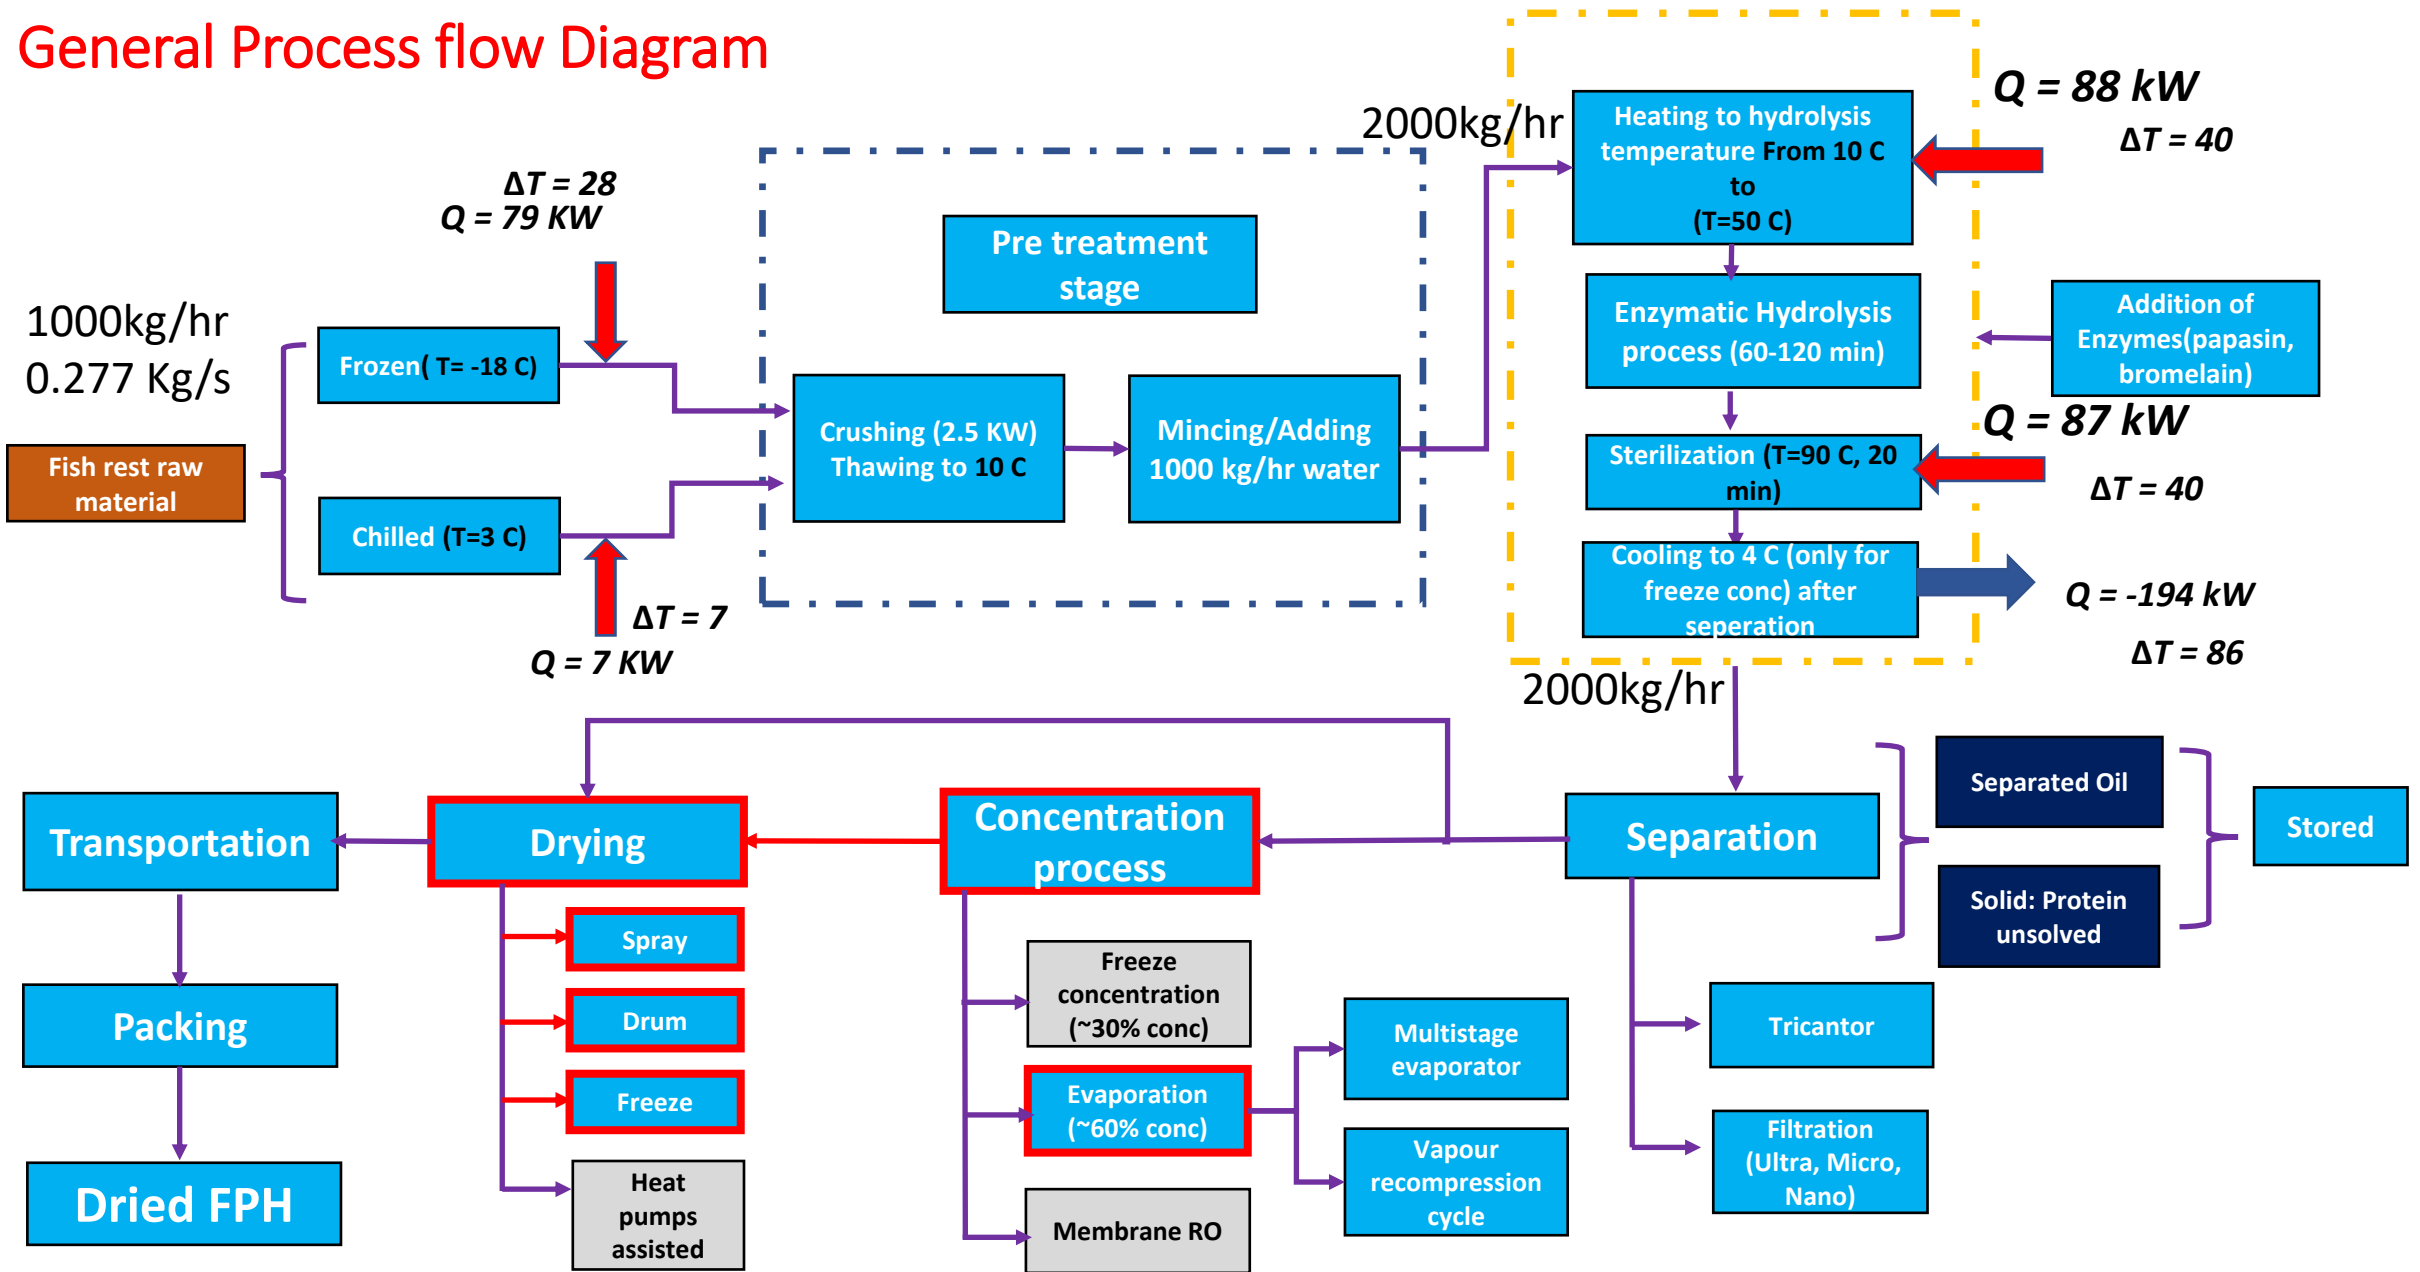 General Process flow Diagram
1000kg/hr
0.277 Kg/s
Fish rest raw
material
ΔT = 28
Q = 79 KW
Frozen( T= -18 C)
Chilled (T=3 C)
ΔT = 7
Q = 7 KW
Pre treatment
stage
Crushing (2.5 KW)
Thawing to 10 C
Mincing/Adding
1000 kg/hr water
2000kg/hr
Heating to hydrolysis
temperature From 10 C
to
(T=50 C)
Q = 88 kW
ΔT = 40
Enzymatic Hydrolysis
process (60-120 min)
Addition of
Enzymes(papasin,
bromelain)
Sterilization (T=90 C, 20
min)
Q = 87 kW
ΔT = 40
Cooling to 4 C (only for
freeze conc) after
seperation
Q = -194 kW
ΔT = 86
2000kg/hr
Separation
Separated Oil
Solid: Protein
unsolved
Stored
Tricantor
Filtration
(Ultra, Micro,
Nano)
Concentration
process
Freeze
concentration
(~30% conc)
Evaporation
(~60% conc)
Membrane RO
Multistage
evaporator
Vapour
recompression
cycle
Drying
Spray
Drum
Freeze
Heat
pumps
assisted
Transportation
Packing
Dried FPH